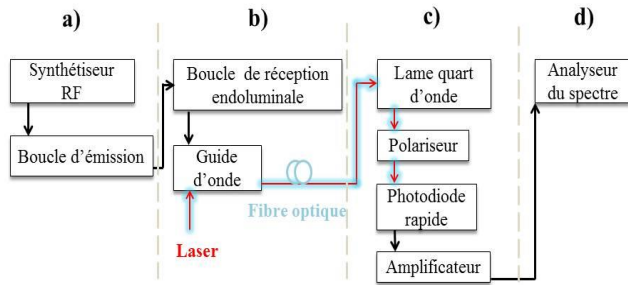 a)
Synthétiseur
RF
Boucle d’émission
b)
Boucle de réception
endoluminale
Guide
d’onde
Fibre optique
Laser
c)
Lame quart
d’onde
Polariseur
Photodiode
rapide
Amplificateur
d)
Analyseur
du spectre